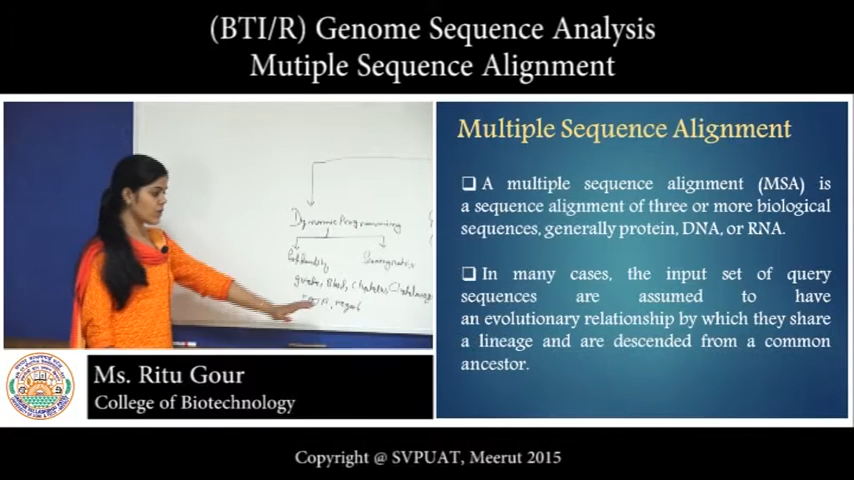 (BTI/R) Genome Sequence Analysis
Mutiple Sequence Alignment
Dynamic Programming
Multiple Sequence Alignment
❑ A multiple sequence alignment (MSA) is
a sequence alignment of three or more biological
sequences, generally protein, DNA, or RNA.
❑ In many cases, the input set of query
sequences are assumed to have
an evolutionary relationship by which they share
a lineage and are descended from a common
ancestor.
Ms. Ritu Gour
College of Biotechnology
Copyright @ SVPUAT, Meerut 2015